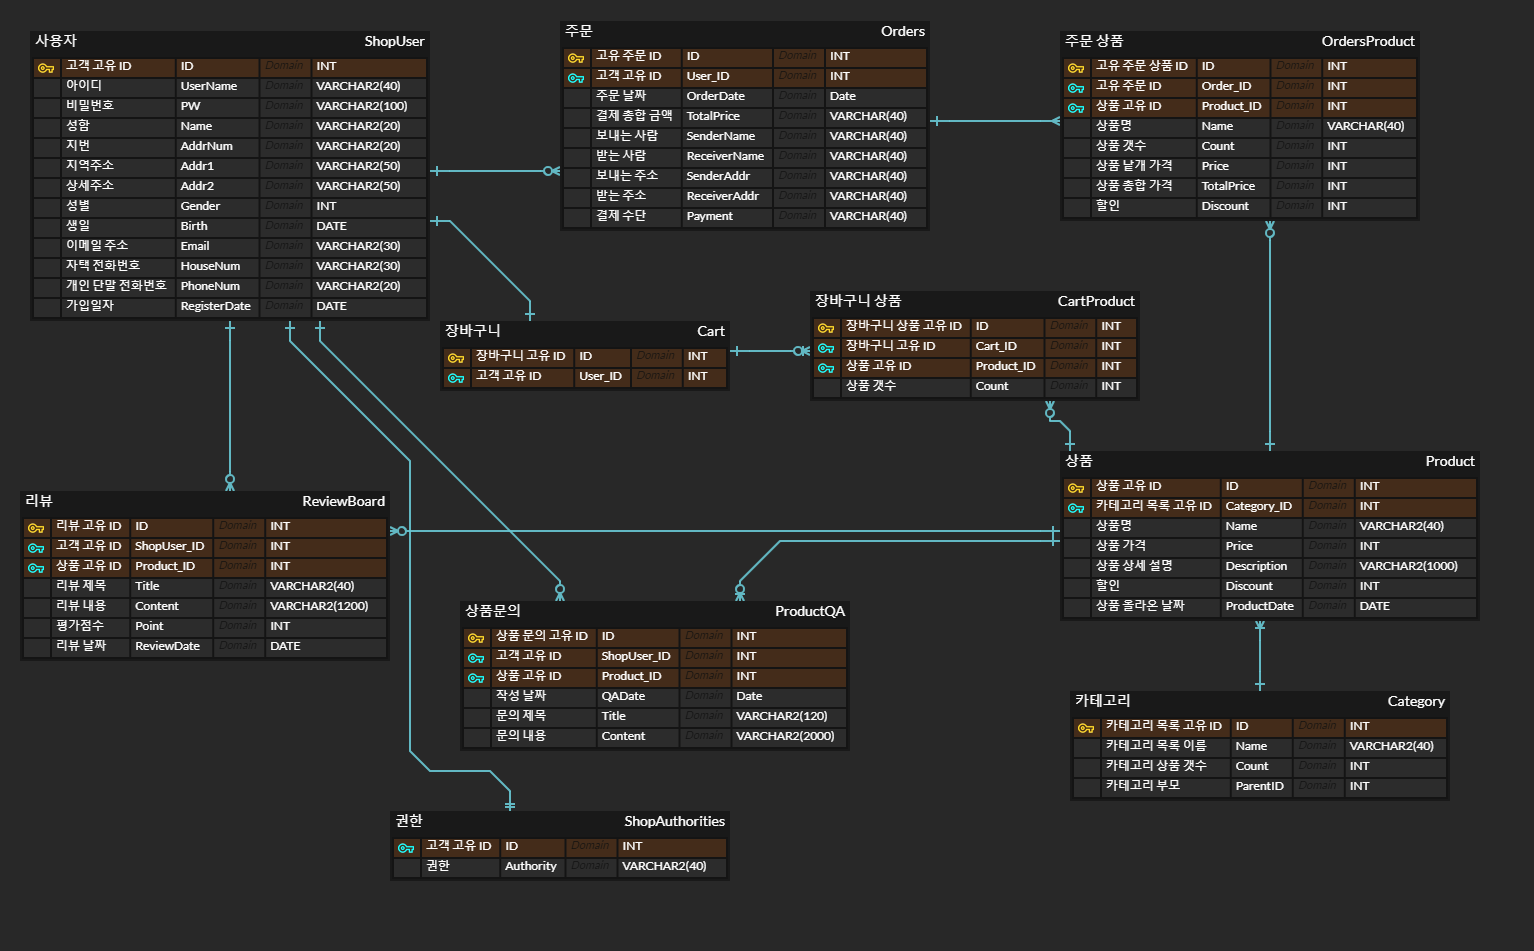 사용자 ShopUser
고객 고유 ID ID Domain INT
아이디 UserName Domain VARCHAR2(40)
비밀번호 PW Domain VARCHAR2(100)
성함 Name Domain VARCHAR2(20)
지번 AddrNum Domain VARCHAR2(20)
지역주소 Addr1 Domain VARCHAR2(50)
상세주소 Addr2 Domain VARCHAR2(50)
성별 Gender Domain INT
생일 Birth Domain DATE
이메일 주소 Email Domain VARCHAR2(30)
자택 전화번호 HouseNum Domain VARCHAR2(30)
개인 단말 전화번호 PhoneNum Domain VARCHAR2(20)
가입일자 RegisterDate Domain DATE
주문 Orders
고유 주문 ID ID Domain INT
고객 고유 ID User_ID Domain INT
주문 날짜 OrderDate Domain Date
결제 총합 금액 TotalPrice Domain VARCHAR(40)
보내는 사람 SenderName Domain VARCHAR(40)
받는 사람 ReceiverName Domain VARCHAR(40)
보내는 주소 SenderAddr Domain VARCHAR(40)
받는 주소 ReceiverAddr Domain VARCHAR(40)
결제 수단 Payment Domain VARCHAR(40)
주문 상품 OrdersProduct
고유 주문 상품 ID ID Domain INT
고유 주문 ID Order_ID Domain INT
상품 고유 ID Product_ID Domain INT
상품명 Name Domain VARCHAR(40)
상품 갯수 Count Domain INT
상품 낱개 가격 Price Domain INT
상품 총합 가격 TotalPrice Domain INT
할인 Discount Domain INT
장바구니 Cart
장바구니 고유 ID ID Domain INT
고객 고유 ID User_ID Domain INT
장바구니 상품 CartProduct
장바구니 상품 고유 ID ID Domain INT
장바구니 고유 ID Cart_ID Domain INT
상품 고유 ID Product_ID Domain INT
상품 갯수 Count Domain INT
상품 Product
상품 고유 ID ID Domain INT
카테고리 목록 고유 ID Category_ID Domain INT
상품명 Name Domain VARCHAR2(40)
상품 가격 Price Domain INT
상품 상세 설명 Description Domain VARCHAR2(1000)
할인 Discount Domain INT
상품 올라온 날짜 ProductDate Domain DATE
리뷰 ReviewBoard
리뷰 고유 ID ID Domain INT
고객 고유 ID ShopUser_ID Domain INT
상품 고유 ID Product_ID Domain INT
리뷰 제목 Title Domain VARCHAR2(40)
리뷰 내용 Content Domain VARCHAR2(1200)
평가점수 Point Domain INT
리뷰 날짜 ReviewDate Domain DATE
상품문의 ProductQA
상품 문의 고유 ID ID Domain INT
고객 고유 ID ShopUser_ID Domain INT
상품 고유 ID Product_ID Domain INT
작성 날짜 QADate Domain Date
문의 제목 Title Domain VARCHAR2(120)
문의 내용 Content Domain VARCHAR2(2000)
카테고리 Category
카테고리 목록 고유 ID ID Domain INT
카테고리 목록 이름 Name Domain VARCHAR2(40)
카테고리 상품 갯수 Count Domain INT
카테고리 부모 ParentID Domain INT
권한 ShopAuthorities
고객 고유 ID ID Domain INT
권한 Authority Domain VARCHAR2(40)